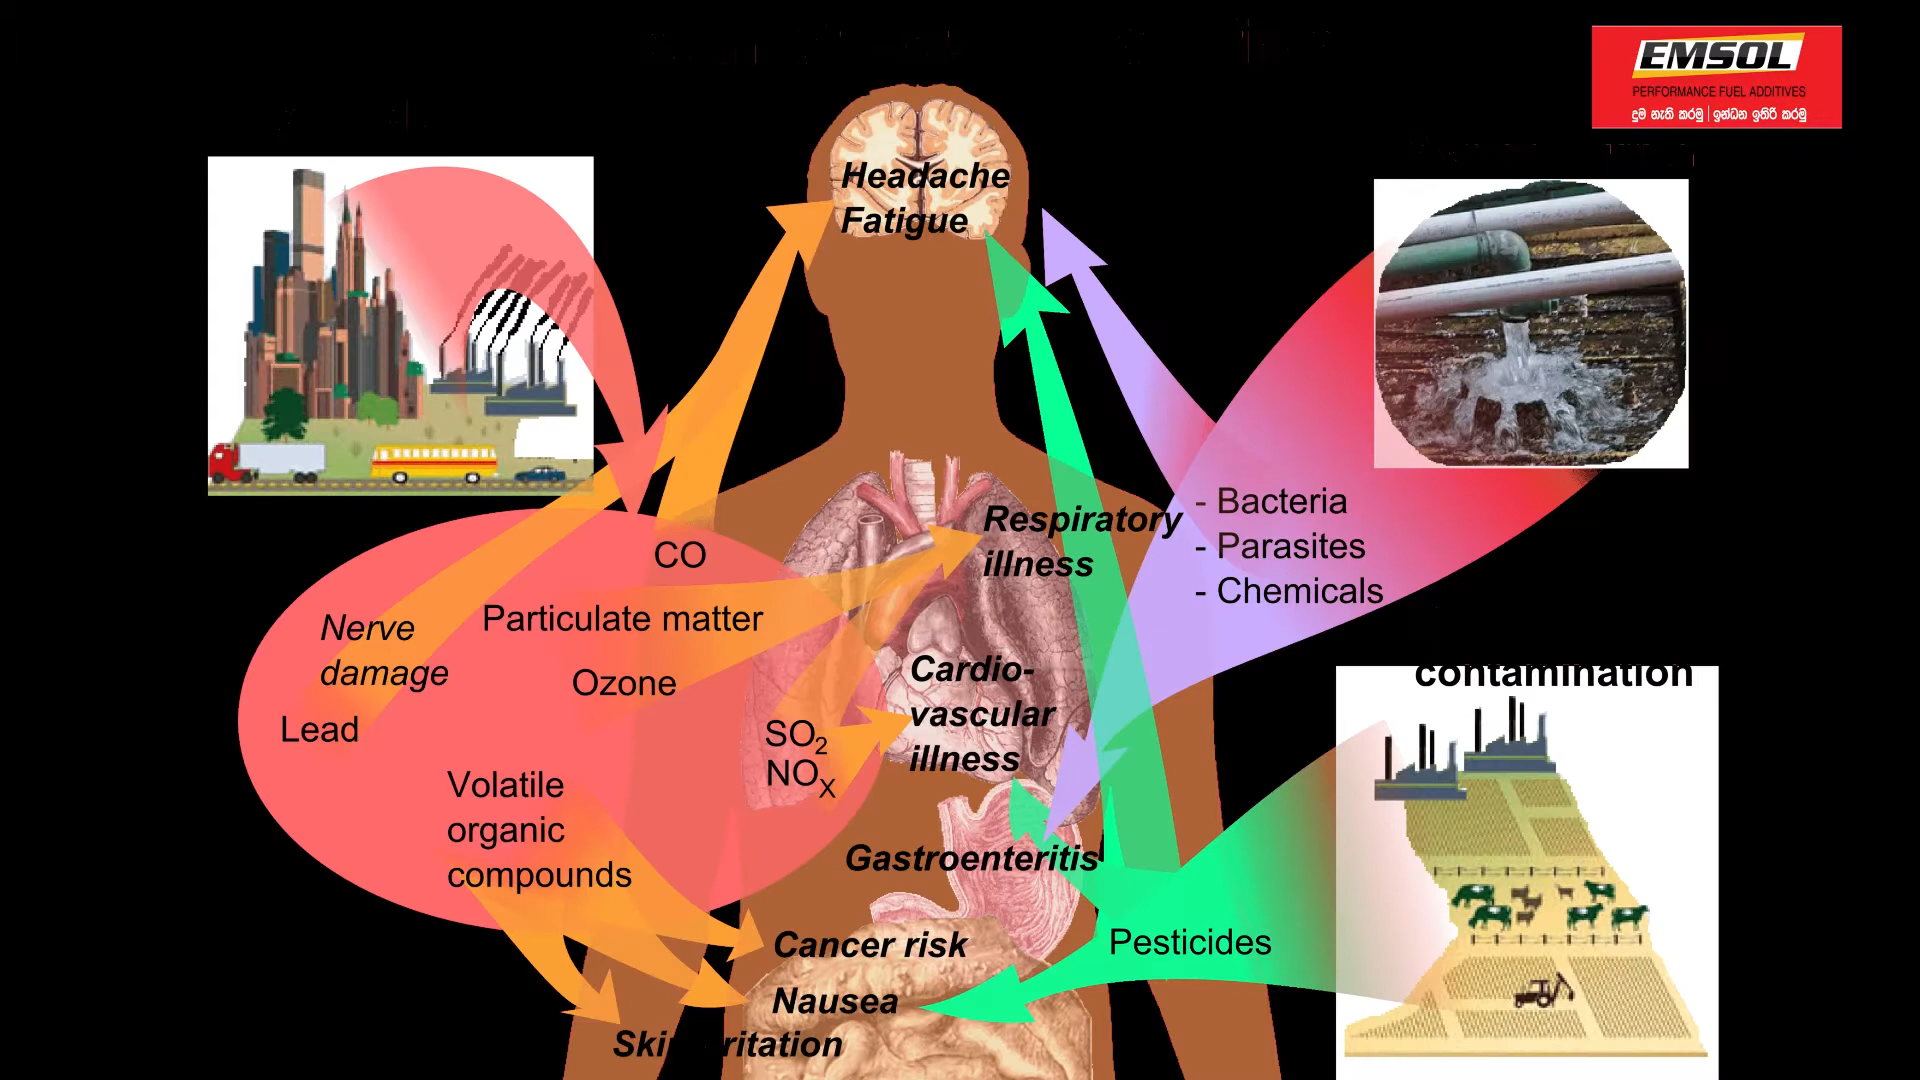 EMSOL
PERFORMANCE FUEL ADDITIVES
දුම නැති කරමු | ඉන්ධන ඉතිරි කරමු
Headache
Fatigue
- Bacteria
- Parasites
- Chemicals
Respiratory
illness
CO
Particulate matter
Nerve
damage
Ozone
Lead
Cardio-
vascular
illness
contamination
SO2
NOX
Volatile
organic
compounds
Gastroenteritis
Pesticides
Cancer risk
Nausea